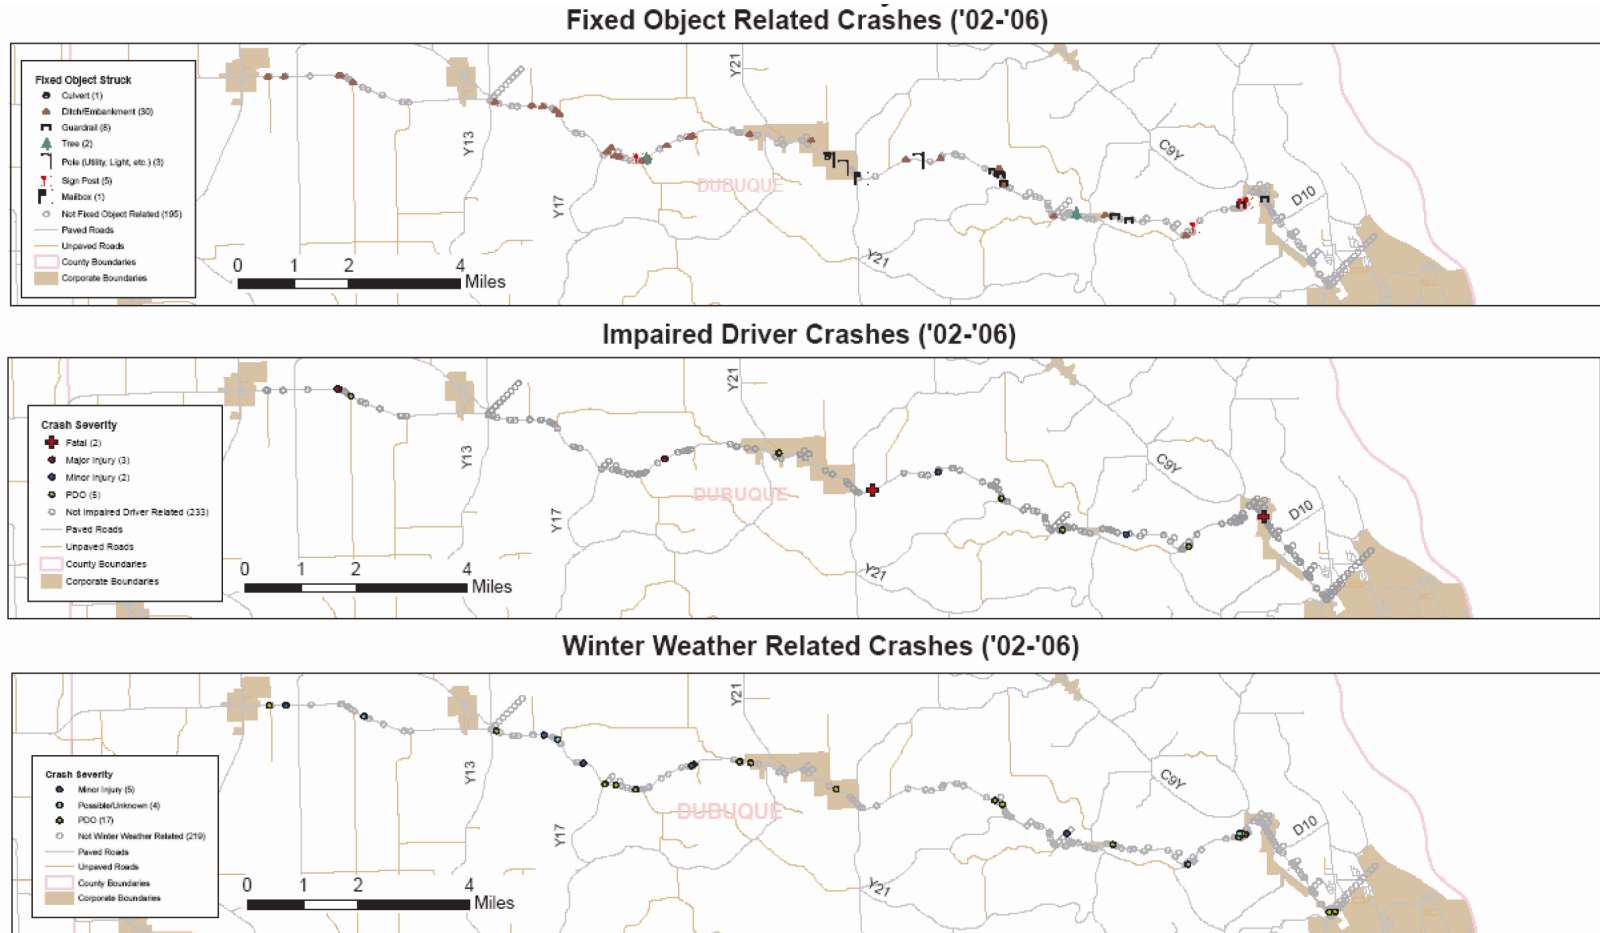 Fixed Object Related Crashes ('02-'06)
Fixed Object Struck
Culvert (1)
Ditch/Embankment (30)
Guardrail (8)
Tree (2)
Pole (Utility, Light, etc.) (3)
Sign Post (5)
Mailbox (1)
Not Fixed Object Related (195)
Paved Roads
Unpaved Roads
County Boundaries
Corporate Boundaries
Y21
Y13
C9Y
DUBUQUE
D10
Y17
Y21
0 1 2 4
Miles
Impaired Driver Crashes ('02-'06)
Crash Severity
Fatal (2)
Major Injury (3)
Minor Injury (2)
PDO (5)
Not Impaired Driver Related (233)
Paved Roads
Unpaved Roads
County Boundaries
Corporate Boundaries
Y21
Y13
C9Y
DUBUQUE
D10
Y17
Y21
0 1 2 4
Miles
Winter Weather Related Crashes ('02-'06)
Crash Severity
Minor Injury (5)
Possible/Unknown (4)
PDO (17)
Not Winter Weather Related (219)
Paved Roads
Unpaved Roads
County Boundaries
Corporate Boundaries
Y21
Y13
C9Y
DUBUQUE
D10
Y17
Y21
0 1 2 4
Miles